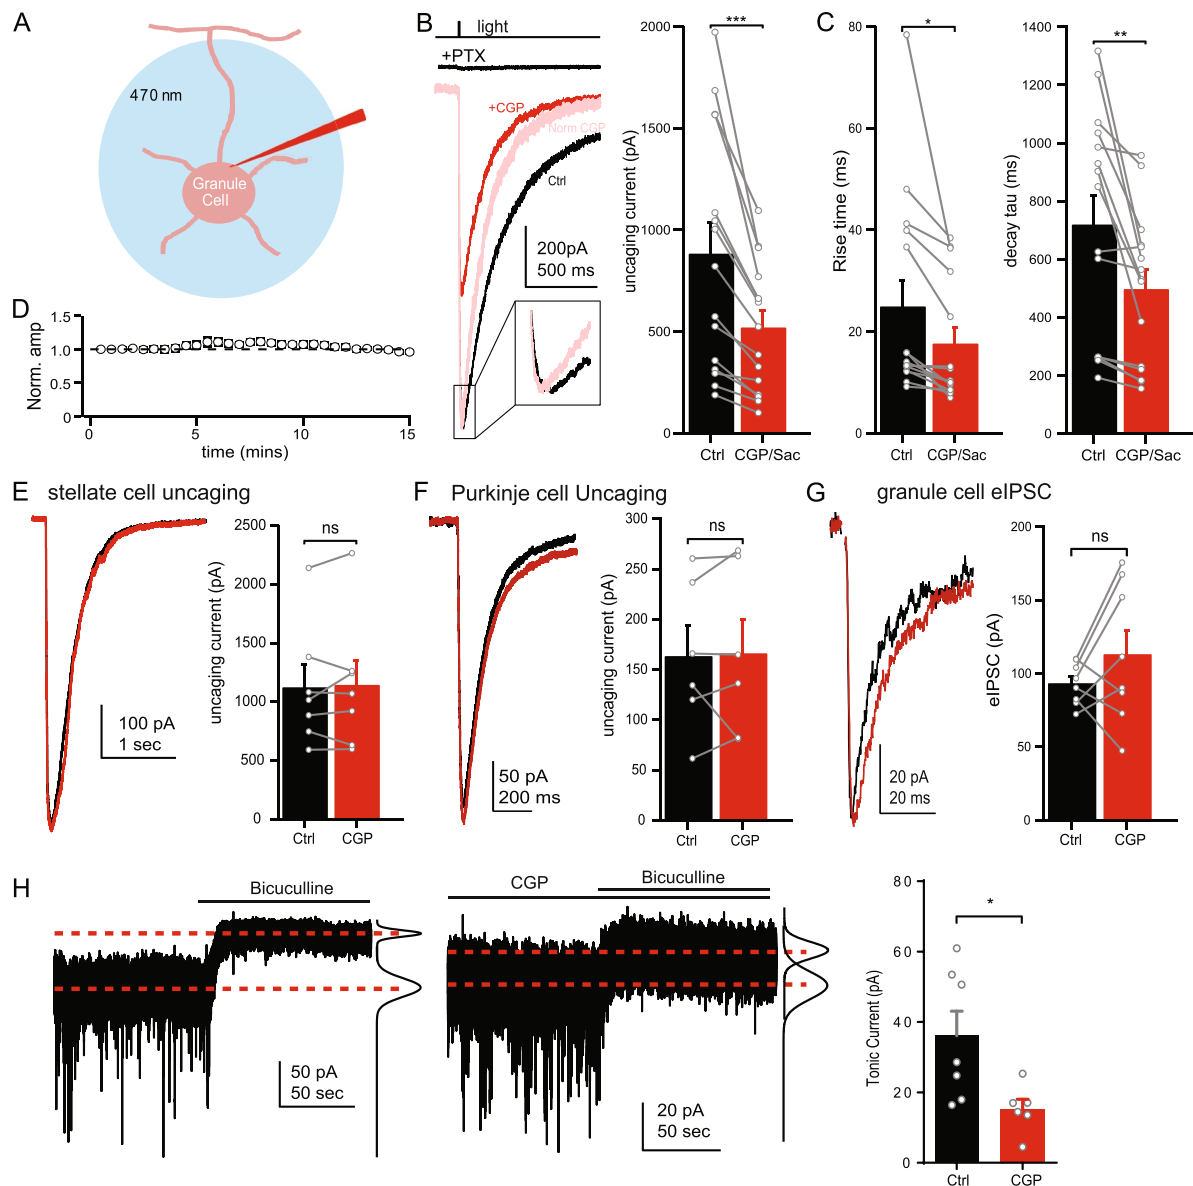 A
470 nm
Granule
Cell
B
light
+PTX
+CGP
Norm CGP
Ctrl
200pA
500 ms
uncaging current (pA)
2000
1500
1000
500
0
***
Ctrl
CGP/Sac
C
Rise time (ms)
80
60
40
20
0
*
Ctrl
CGP/Sac
decay tau (ms)
1400
1200
1000
800
600
400
200
0
**
Ctrl
CGP/Sac
D
Norm. amp
1.5
1.0
0.5
0
0
5
10
15
time (mins)
E
stellate cell uncaging
100 pA
1 sec
uncaging current (pA)
2500
2000
1500
1000
500
0
ns
Ctrl
CGP
F
Purkinje cell Uncaging
50 pA
200 ms
uncaging current (pA)
300
250
200
150
100
50
0
ns
Ctrl
CGP
G
granule cell eIPSC
20 pA
20 ms
eIPSC (pA)
200
150
100
50
0
ns
Ctrl
CGP
H
Bicuculline
50 pA
50 sec
CGP
Bicuculline
20 pA
50 sec
Tonic Current (pA)
80
60
40
20
0
*
Ctrl
CGP